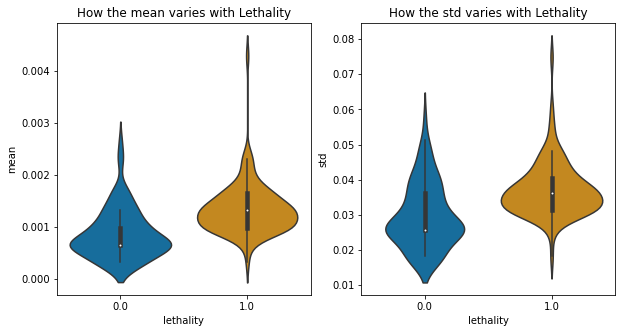 How the mean varies with Lethality
mean
0.004
0.003
0.002
0.001
0.000
0.0
1.0
lethality
How the std varies with Lethality
std
0.08
0.07
0.06
0.05
0.04
0.03
0.02
0.01
0.0
1.0
lethality